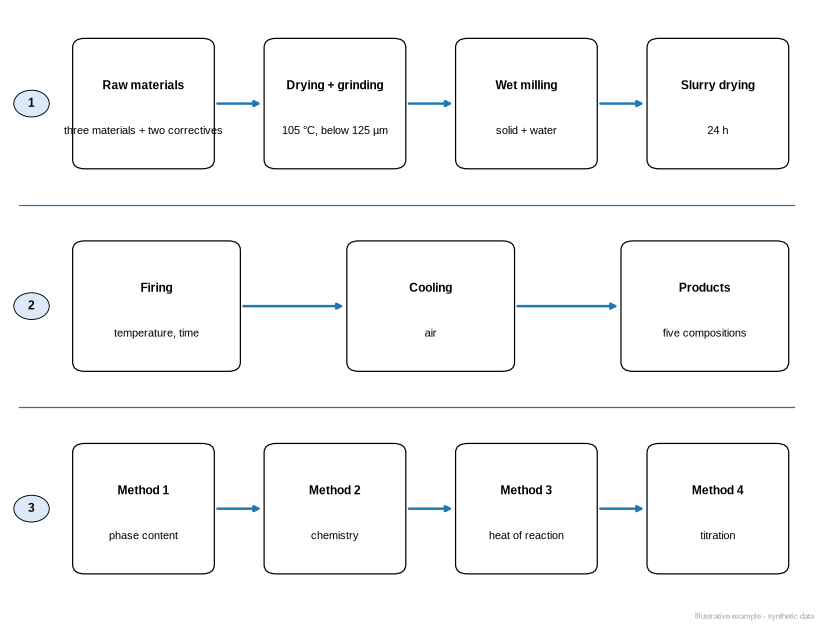 1
Raw materials
three materials + two correctives
Drying + grinding
105 °C, below 125 µm
Wet milling
solid + water
Slurry drying
24 h
2
Firing
temperature, time
Cooling
air
Products
five compositions
3
Method 1
phase content
Method 2
chemistry
Method 3
heat of reaction
Method 4
titration
Illustrative example - synthetic data